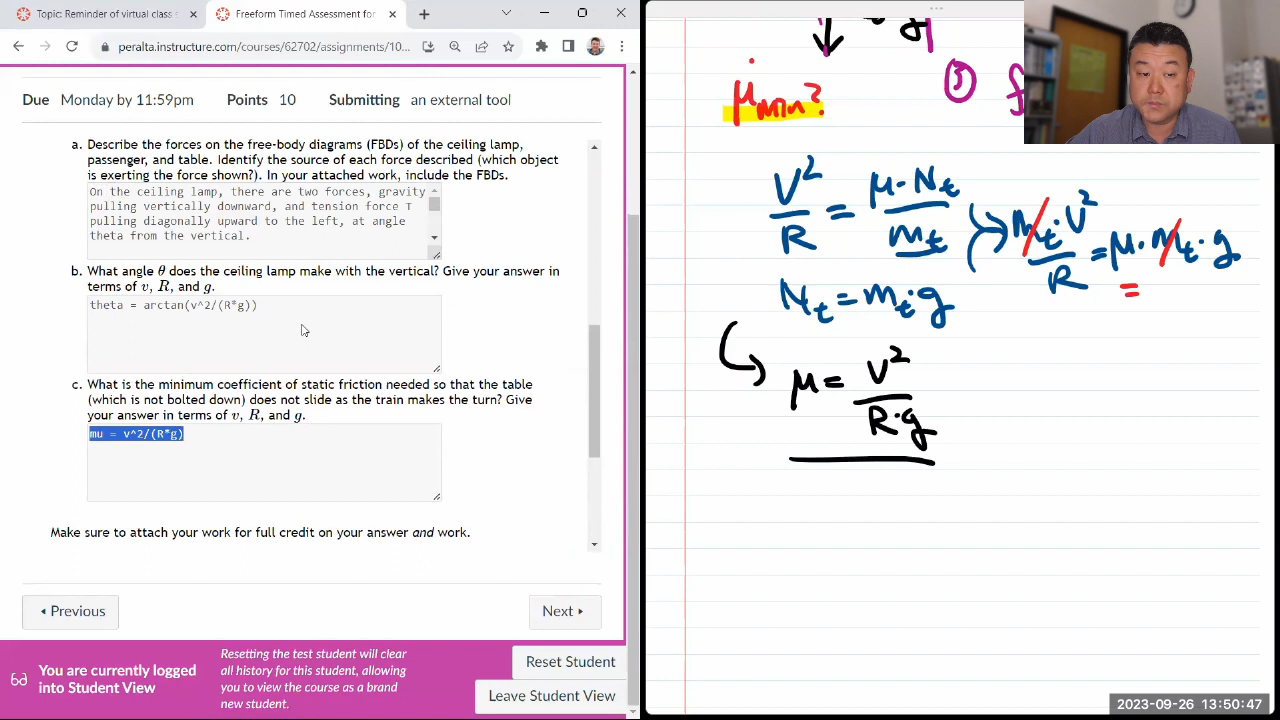 Topic: Reminder of virtual class s
Freeform Timed Assessment for
peralta.instructure.com/courses/62702/assignments/10...
Due Monday by 11:59pm Points 10 Submitting an external tool
a. Describe the forces on the free-body diagrams (FBDs) of the ceiling lamp,
passenger, and table. Identify the source of each force described (which object
is exerting the force shown?). In your attached work, include the FBDs.
On the ceiling lamp, there are two forces, gravity
pulling vertically downward, and tension force T
pulling diagonally upward to the left, at angle
theta from the vertical.
b. What angle θ does the ceiling lamp make with the vertical? Give your answer in
terms of v, R, and g.
theta = arctan(v^2/(R*g))
c. What is the minimum coefficient of static friction needed so that the table
(which is not bolted down) does not slide as the train makes the turn? Give
your answer in terms of v, R, and g.
mu = v^2/(R*g)
Make sure to attach your work for full credit on your answer and work.
Previous
Next
You are currently logged
into Student View
Resetting the test student will clear
all history for this student, allowing
you to view the course as a brand
new student.
Reset Student
Leave Student View
μmin?
③ f
V²/R = μ·Nt/mt
mt·V²/R = μ·mt·g
Nt = mt·g
μ = V²/R·g
2023-09-26 13:50:47